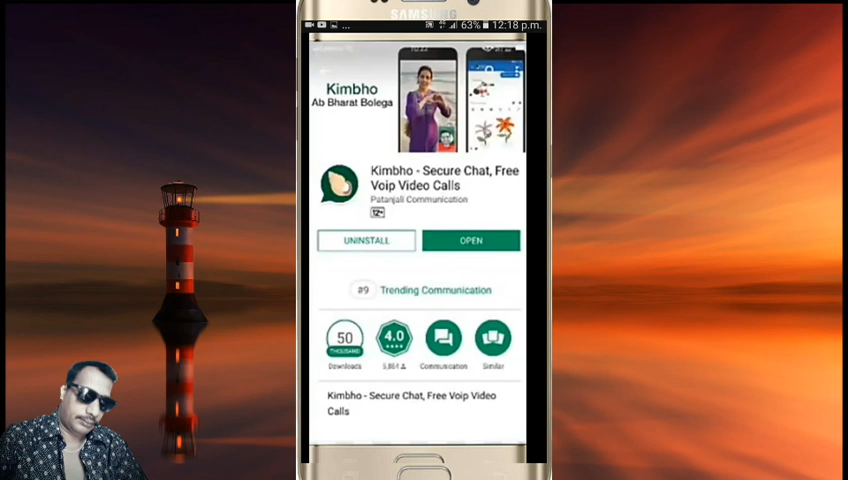 SAMSUNG
... 63% 12:18 p.m.
Kimbho
Ab Bharat Bolega
Kimbho - Secure Chat, Free
Voip Video Calls
Patanjali Communication
12+
UNINSTALL OPEN
#9 Trending Communication
50
THOUSAND
4.0
Downloads
Communication
Similar
Kimbho - Secure Chat, Free Voip Video
Calls